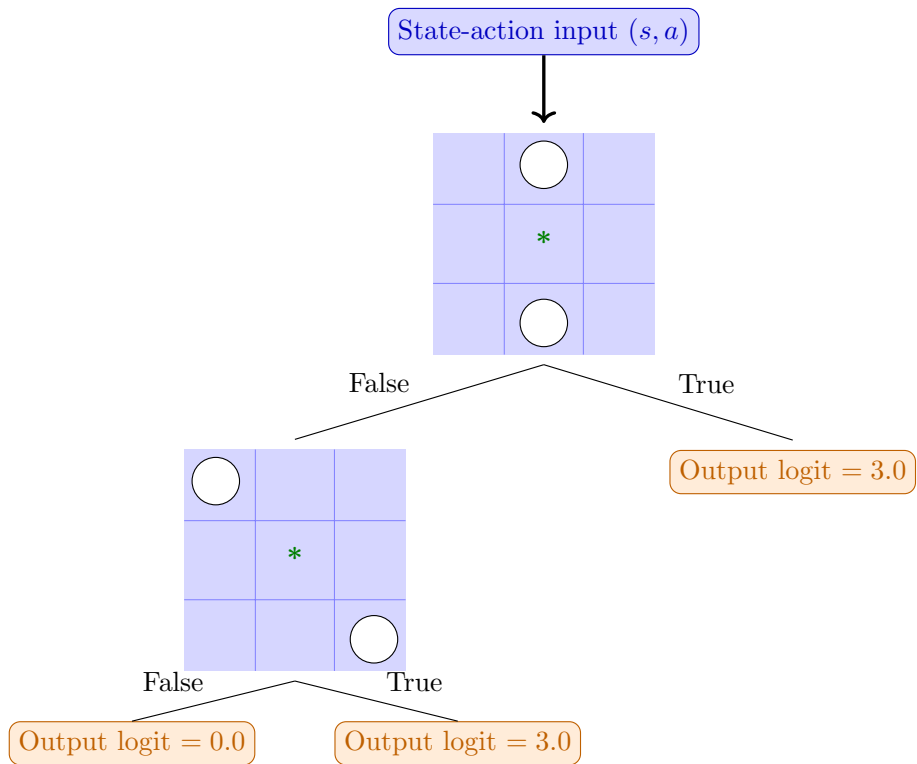 State-action input (s, a)
*
False
True
Output logit = 3.0
*
False
True
Output logit = 0.0
Output logit = 3.0